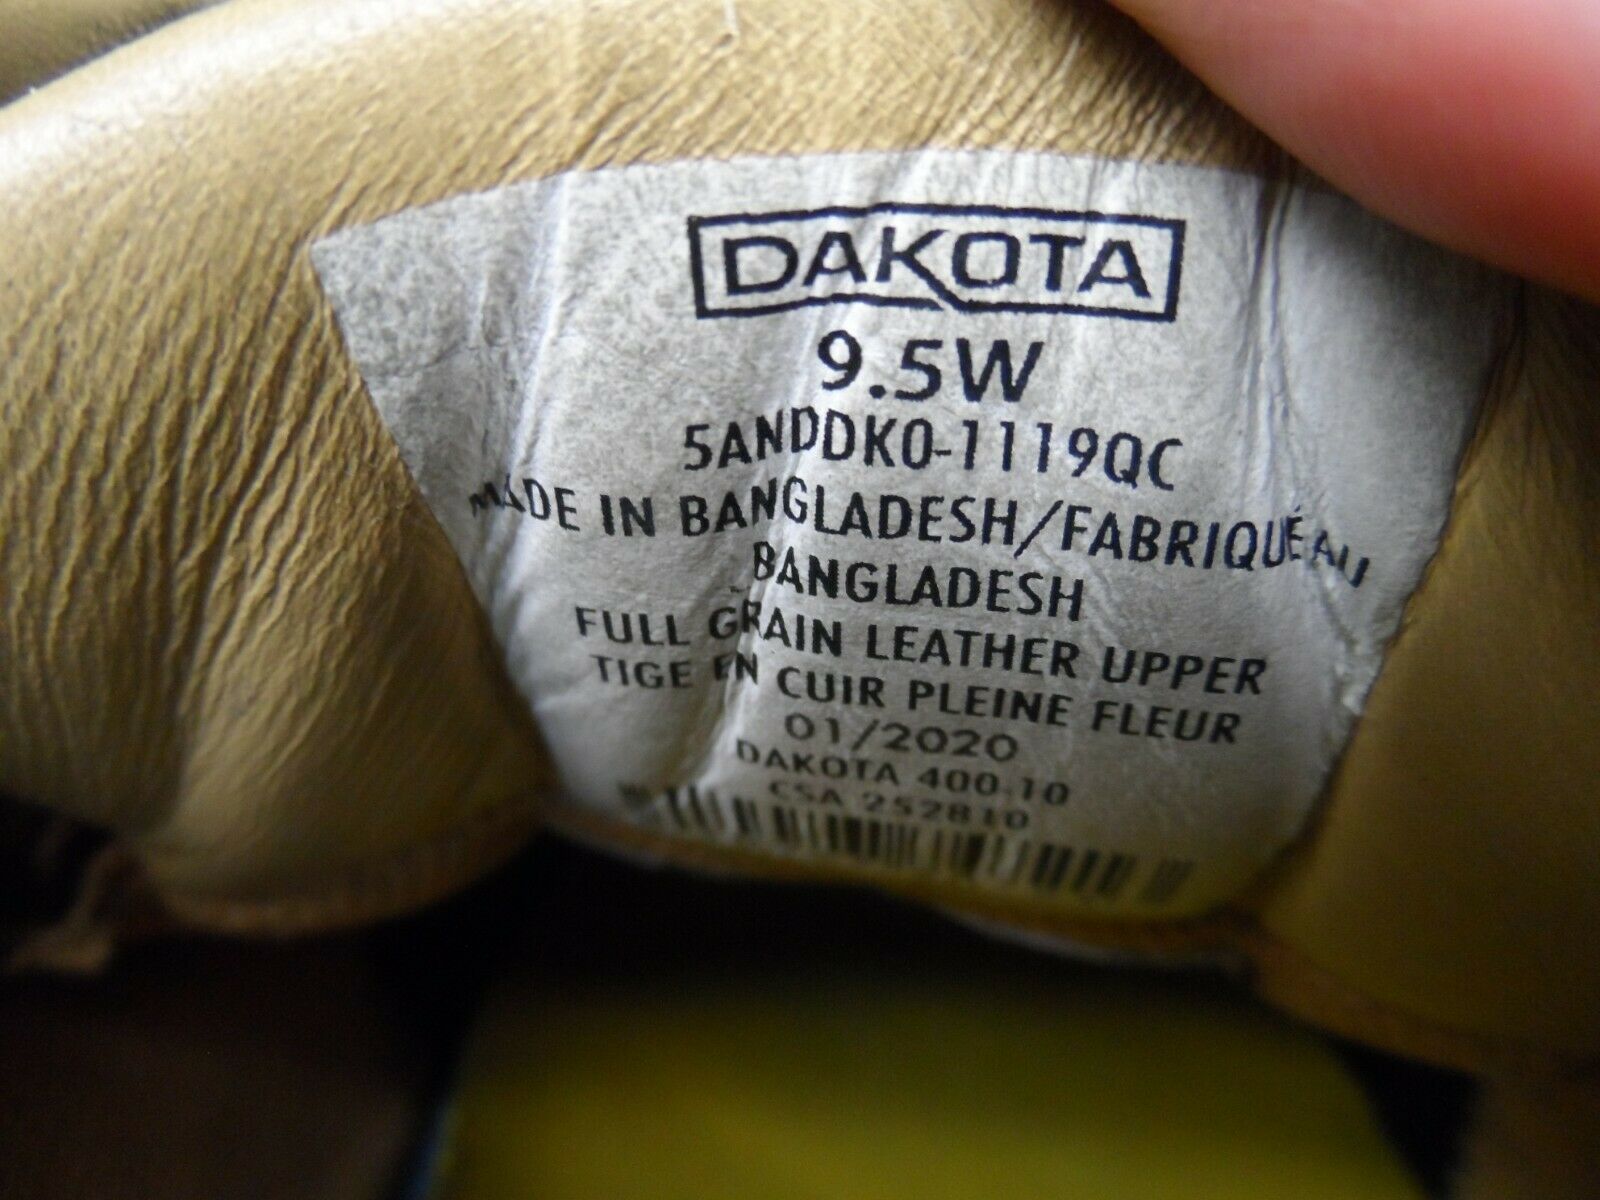 DAKOTA
9.5W
5ANDDK0-1119QC
MADE IN BANGLADESH/FABRIQUÉ AU
BANGLADESH
FULL GRAIN LEATHER UPPER
TIGE EN CUIR PLEINE FLEUR
01/2020
DAKOTA 400-10
CSA 252810